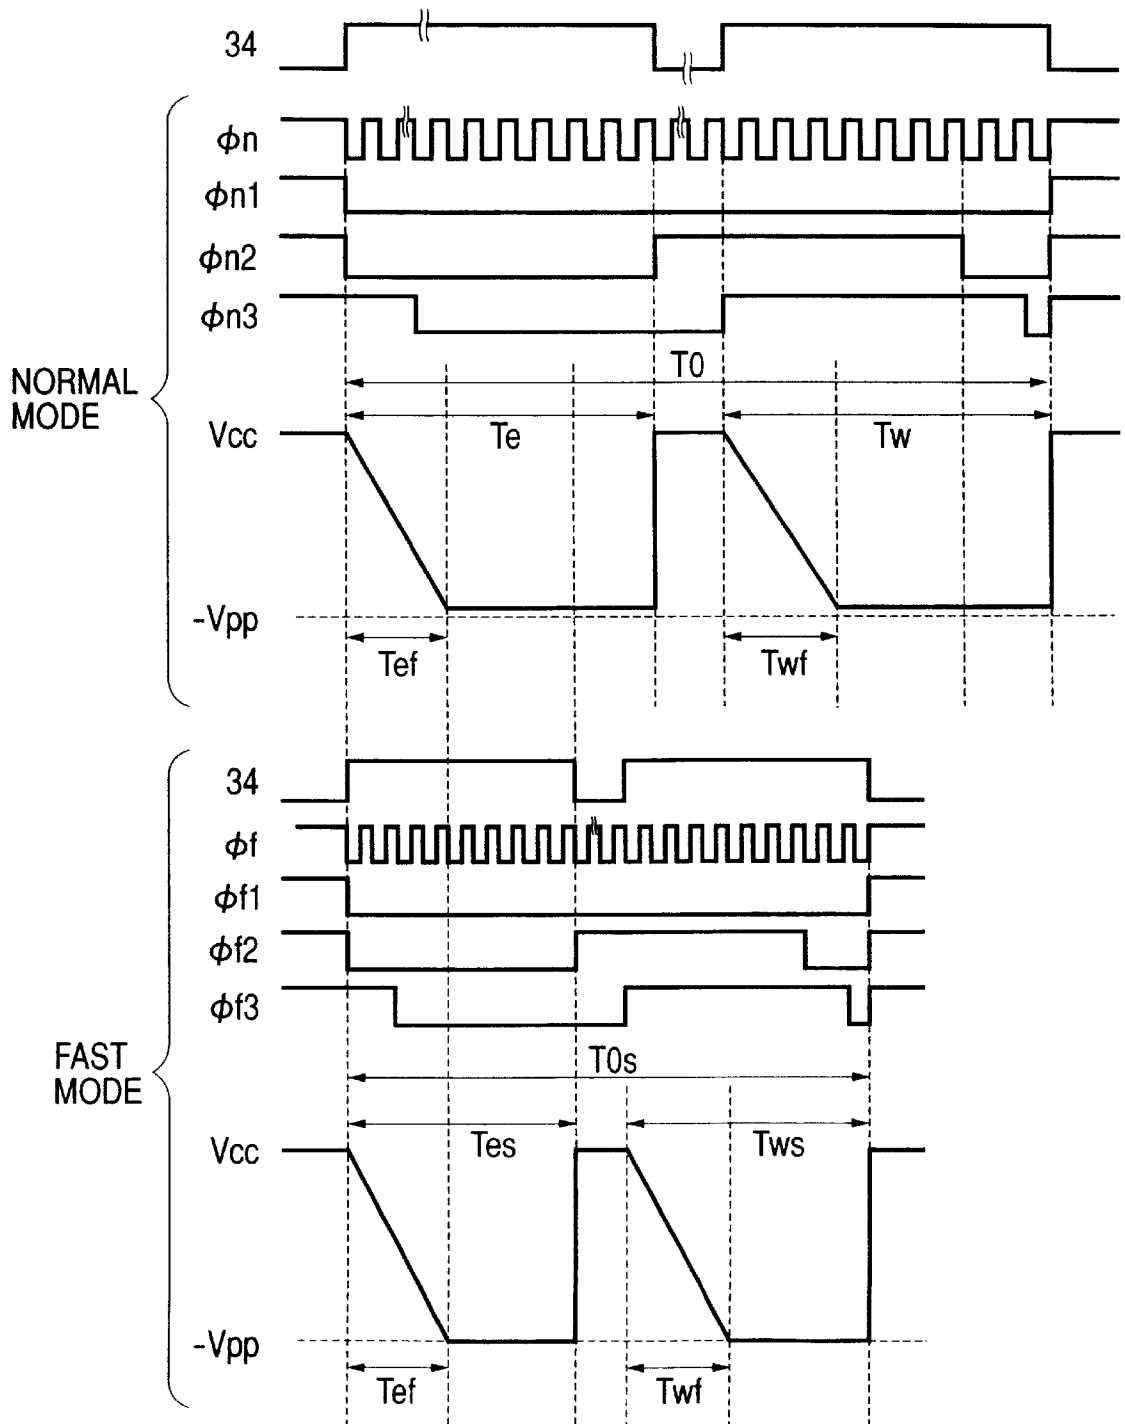 34
φn
φn1
φn2
φn3
NORMAL
MODE
T0
Te
Tw
Vcc
-Vpp
Tef
Twf
34
φf
φf1
φf2
φf3
FAST
MODE
T0s
Tes
Tws
Vcc
-Vpp
Tef
Twf